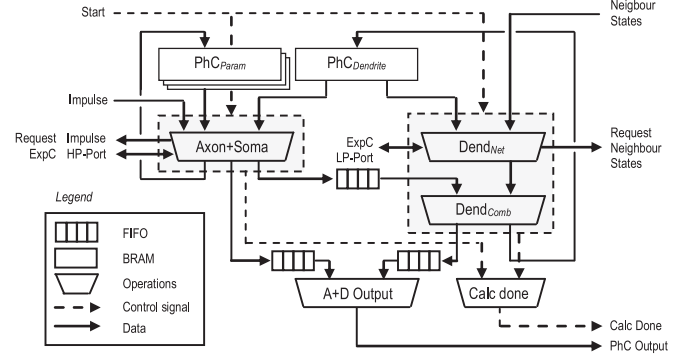 Start
Neighbour
States
PhCParam
PhCDendrite
Impulse
Request Impulse
ExpC HP-Port
Axon+Soma
ExpC
LP-Port
DendNet
Request
Neighbour
States
DendComb
Legend
FIFO
BRAM
Operations
Control signal
Data
A+D Output
Calc done
Calc Done
PhC Output